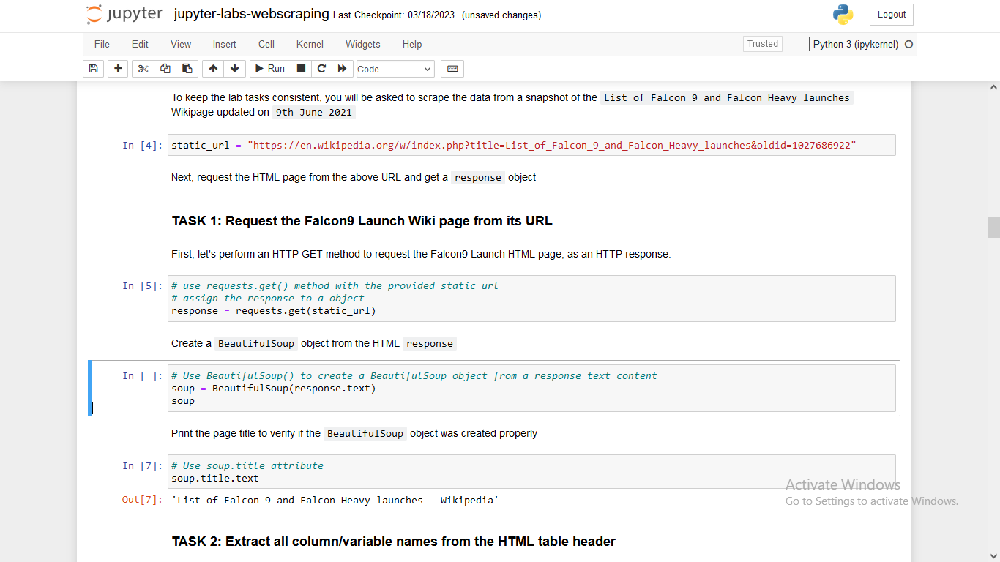 jupyter jupyter-labs-webscraping Last Checkpoint: 03/18/2023 (unsaved changes) Logout
File Edit View Insert Cell Kernel Widgets Help Trusted Python 3 (ipykernel)
Run Code
To keep the lab tasks consistent, you will be asked to scrape the data from a snapshot of the List of Falcon 9 and Falcon Heavy launches
Wikipage updated on 9th June 2021
In [4]: static_url = "https://en.wikipedia.org/w/index.php?title=List_of_Falcon_9_and_Falcon_Heavy_launches&oldid=1027686922"
Next, request the HTML page from the above URL and get a response object
TASK 1: Request the Falcon9 Launch Wiki page from its URL
First, let's perform an HTTP GET method to request the Falcon9 Launch HTML page, as an HTTP response.
In [5]: # use requests.get() method with the provided static_url
# assign the response to a object
response = requests.get(static_url)
Create a BeautifulSoup object from the HTML response
In [ ]: # Use BeautifulSoup() to create a BeautifulSoup object from a response text content
soup = BeautifulSoup(response.text)
soup
Print the page title to verify if the BeautifulSoup object was created properly
In [7]: # Use soup.title attribute
soup.title.text
Out[7]: 'List of Falcon 9 and Falcon Heavy launches - Wikipedia'
Activate Windows
Go to Settings to activate Windows.
TASK 2: Extract all column/variable names from the HTML table header